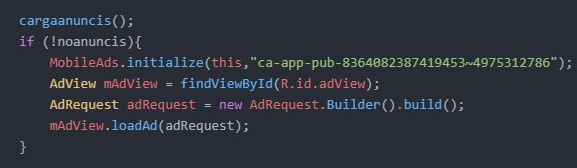 cargaanuncis();
if (!noanuncis){
MobileAds.initialize(this,"ca-app-pub-8364082387419453~4975312786");
AdView mAdView = findViewById(R.id.adView);
AdRequest adRequest = new AdRequest.Builder().build();
mAdView.loadAd(adRequest);
}